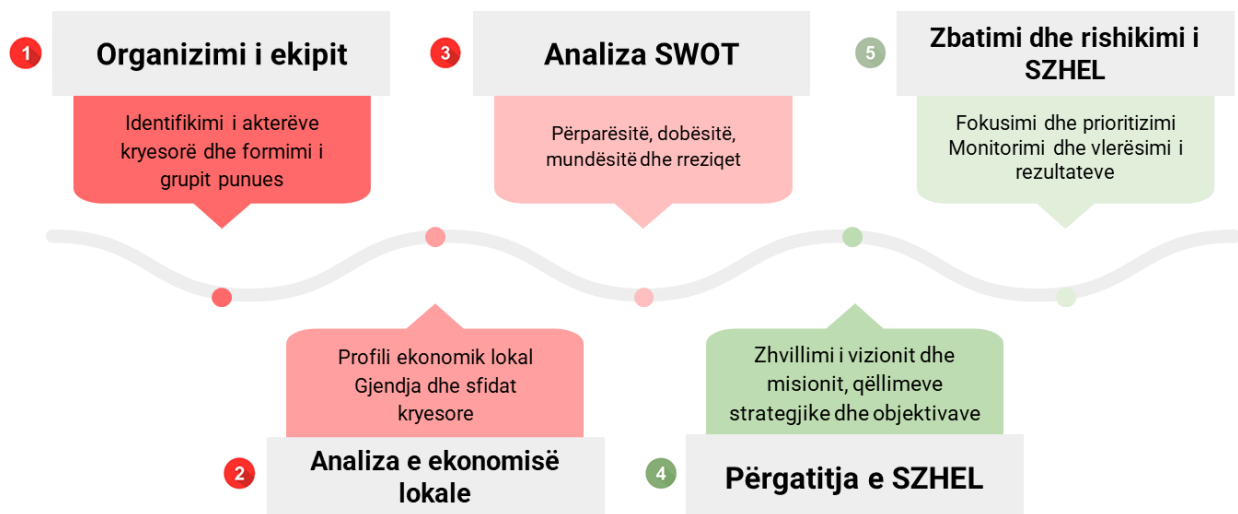 1
Organizimi i ekipit
Identifikimi i akterëve
kryesorë dhe formimi i
grupit punues
2
Profili ekonomik lokal
Gjendja dhe sfidat
kryesore
Analiza e ekonomisë
lokale
3
Analiza SWOT
Përparësitë, dobësitë,
mundësitë dhe rreziqet
4
Zhvillimi i vizionit dhe
misionit, qëllimeve
strategjike dhe objektivava
Përgatitja e SZHEL
5
Zbatimi dhe rishikimi i
SZHEL
Fokusimi dhe prioritizimi
Monitorimi dhe vlerësimi i
rezultateve